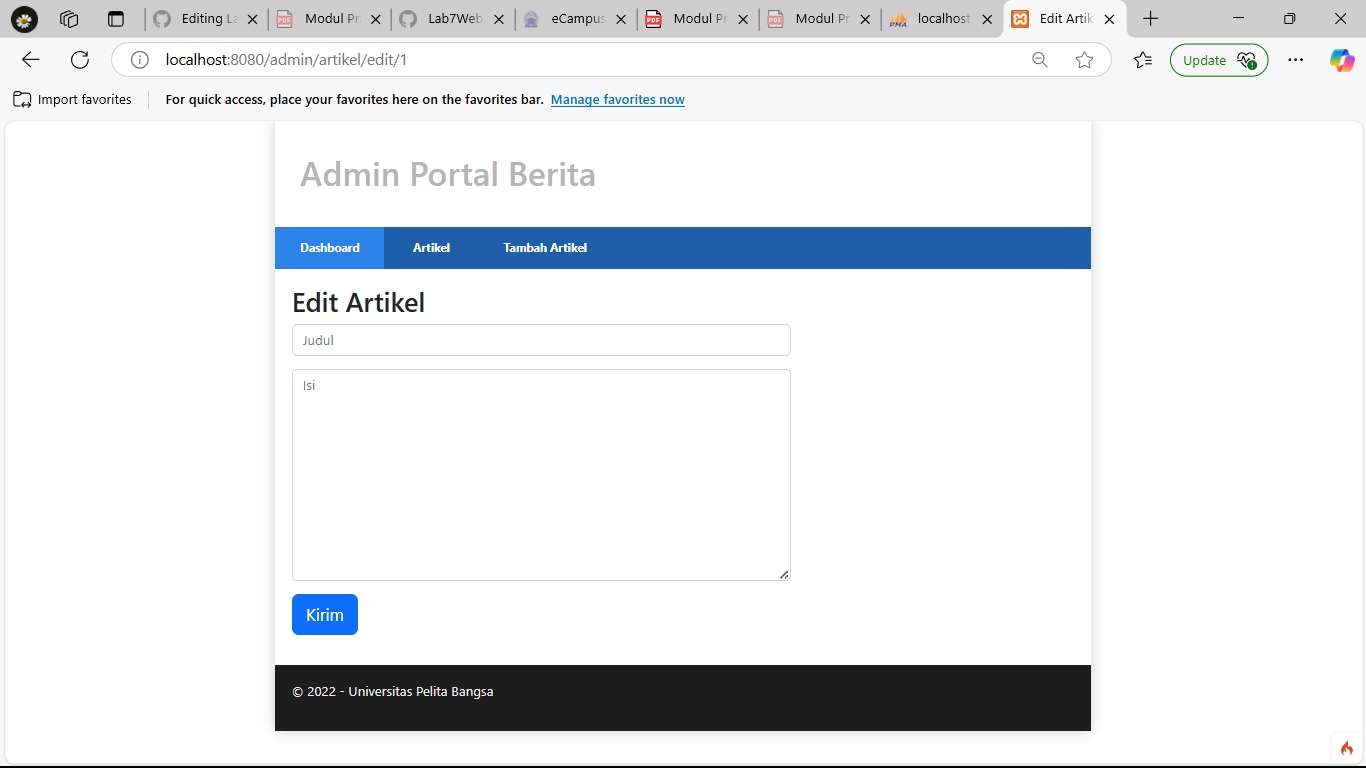 Editing La
Modul Pra
Lab7Web
eCampus
Modul Pr
Modul Pr
localhost
Edit Artik
localhost:8080/admin/artikel/edit/1
Update
Import favorites
For quick access, place your favorites here on the favorites bar. Manage favorites now
Admin Portal Berita
Dashboard
Artikel
Tambah Artikel
Edit Artikel
Judul
Isi
Kirim
© 2022 - Universitas Pelita Bangsa